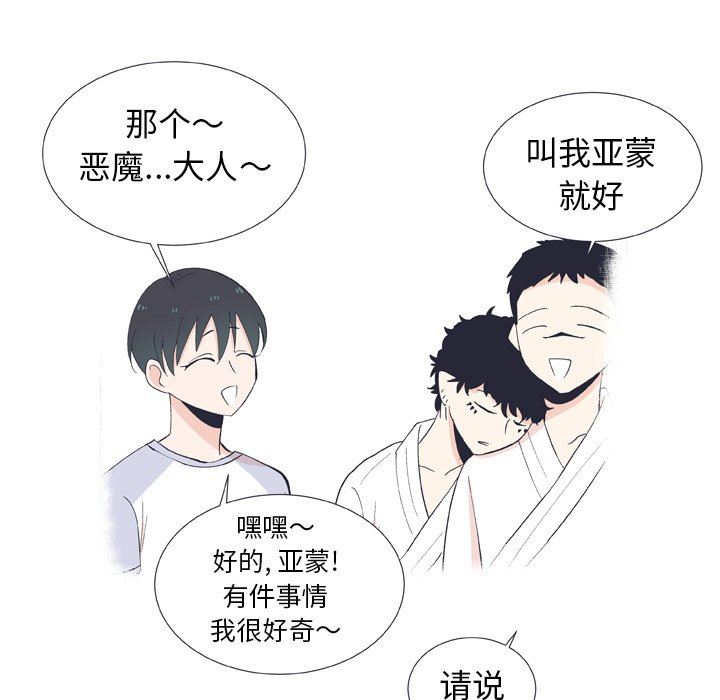 那个～
恶魔...大人～
叫我亚蒙
就好
嘿嘿～
好的, 亚蒙!
有件事情
我很好奇～
请说